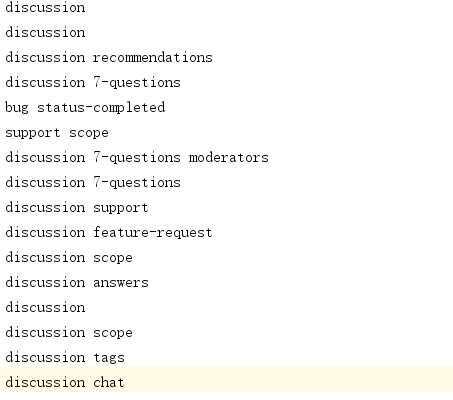 discussion
discussion
discussion recommendations
discussion 7-questions
bug status-completed
support scope
discussion 7-questions moderators
discussion 7-questions
discussion support
discussion feature-request
discussion scope
discussion answers
discussion
discussion scope
discussion tags
discussion chat